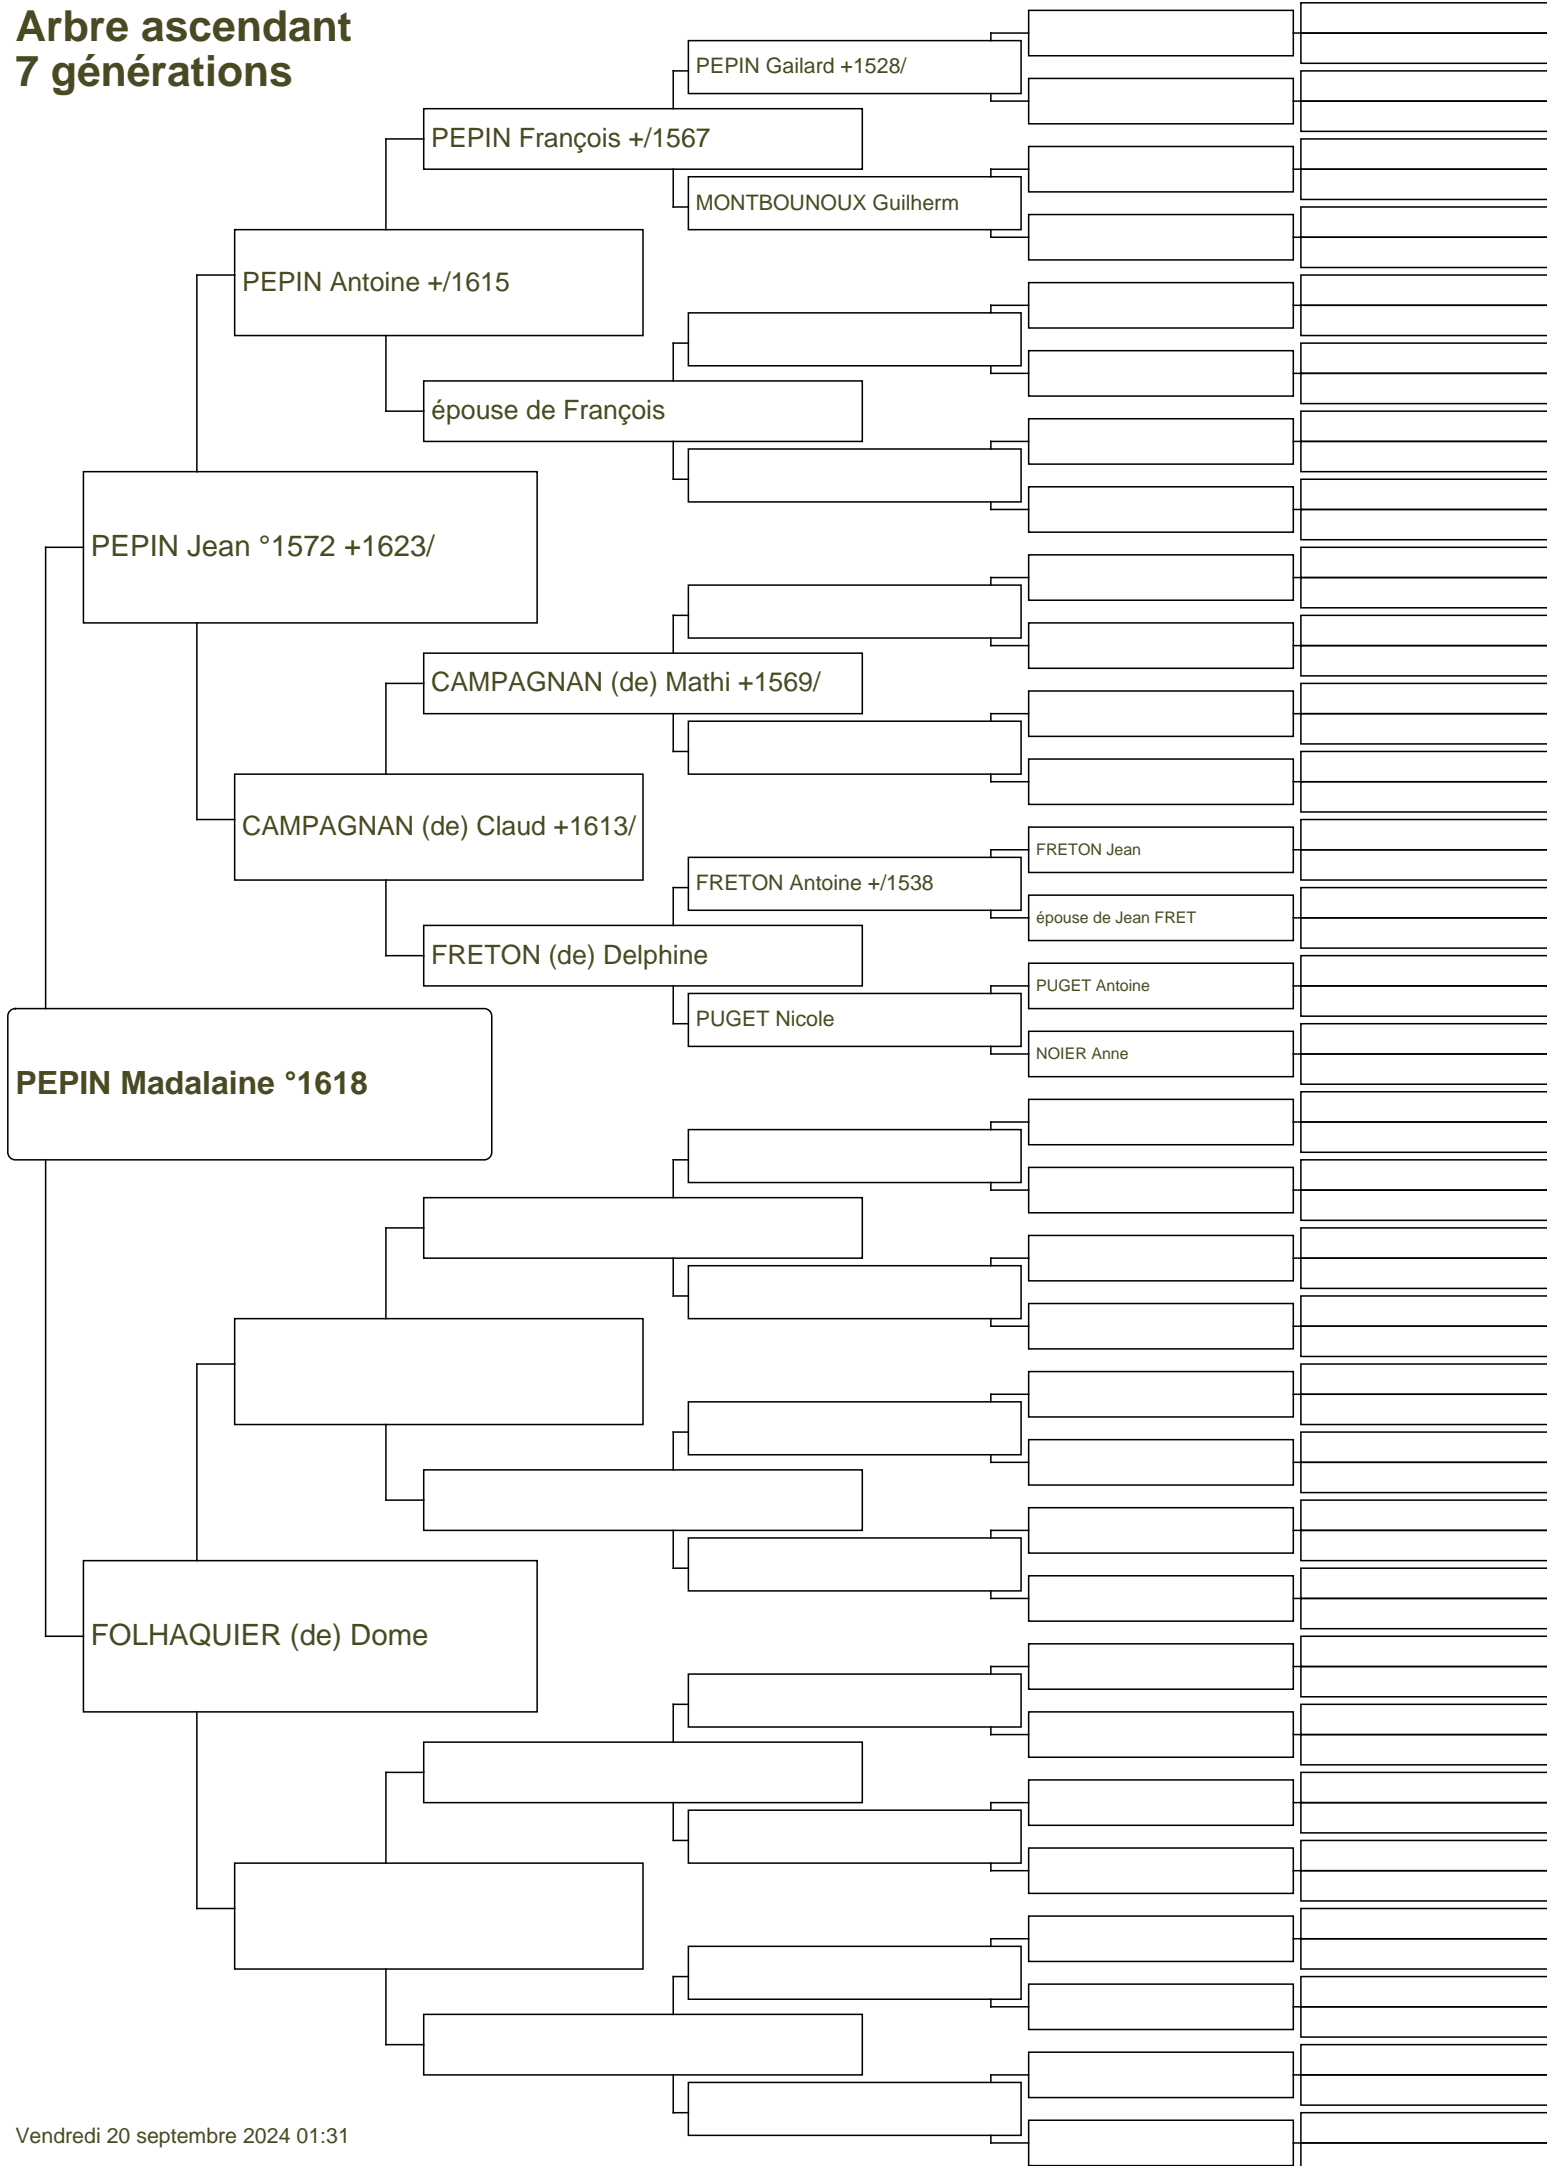 Arbre ascendant
7 générations
PEPIN Gailard +1528/
PEPIN François +/1567
MONTBOUNOUX Guilherm
PEPIN Antoine +/1615
épouse de François
PEPIN Jean °1572 +1623/
CAMPAGNAN (de) Mathi +1569/
CAMPAGNAN (de) Claud +1613/
FRETON Jean
FRETON Antoine +/1538
épouse de Jean FRET
FRETON (de) Delphine
PUGET Antoine
PUGET Nicole
NOIER Anne
PEPIN Madalaine °1618
FOLHAQUIER (de) Dome
Vendredi 20 septembre 2024 01:31